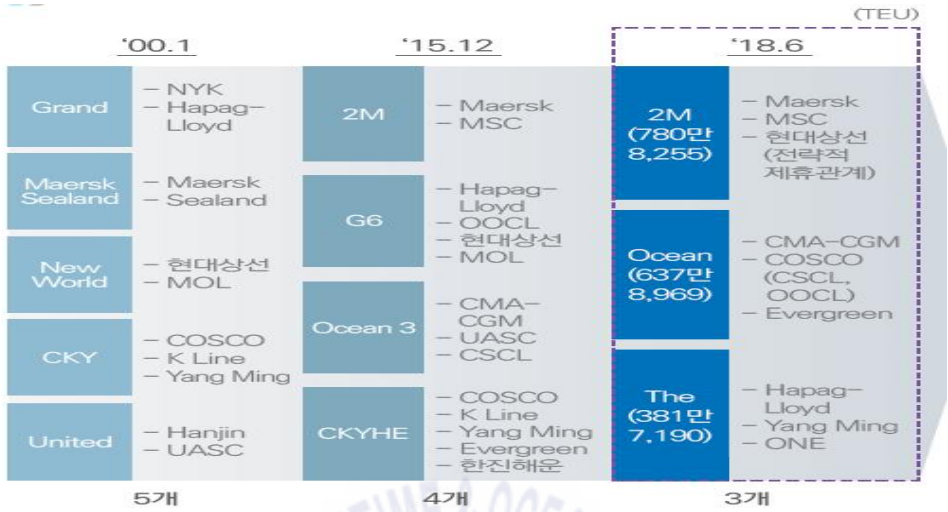 (TEU)
‘00.1
‘15.12
‘18.6
Grand
– NYK
– Hapag–
Lloyd
Maersk
Sealand
– Maersk
– Sealand
New
World
– 현대상선
– MOL
CKY
– COSCO
– K Line
– Yang Ming
United
– Hanjin
– UASC
5개
2M
– Maersk
– MSC
G6
– Hapag–
Lloyd
– OOCL
– 현대상선
– MOL
Ocean 3
– CMA–
CGM
– UASC
– CSCL
CKYHE
– COSCO
– K Line
– Yang Ming
– Evergreen
– 한진해운
4개
2M
(780만
8,255)
– Maersk
– MSC
– 현대상선
(전략적
제휴관계)
Ocean
(637만
8,969)
– CMA–CGM
– COSCO
(CSCL,
OOCL)
– Evergreen
The
(381만
7,190)
– Hapag–
Lloyd
– Yang Ming
– ONE
3개